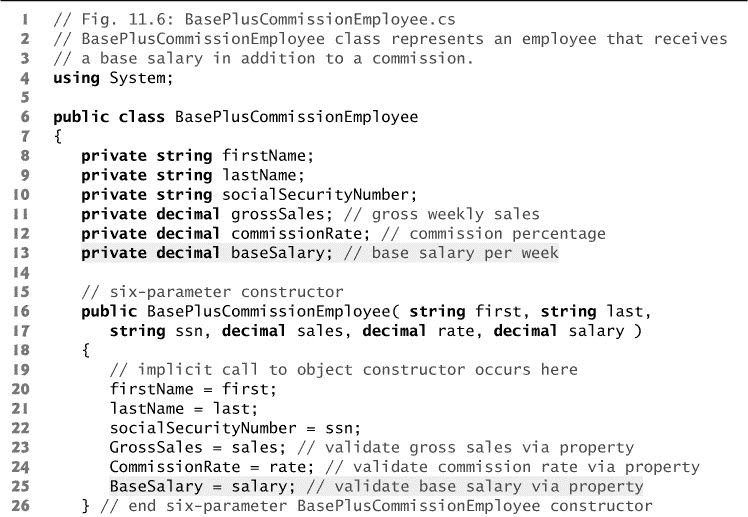 1 // Fig. 11.6: BasePlusCommissionEmployee.cs
2 // BasePlusCommissionEmployee class represents an employee that receives
3 // a base salary in addition to a commission.
4 using System;
5
6 public class BasePlusCommissionEmployee
7 {
8 private string firstName;
9 private string lastName;
10 private string socialSecurityNumber;
11 private decimal grossSales; // gross weekly sales
12 private decimal commissionRate; // commission percentage
13 private decimal baseSalary; // base salary per week
14
15 // six-parameter constructor
16 public BasePlusCommissionEmployee( string first, string last,
17 string ssn, decimal sales, decimal rate, decimal salary )
18 {
19 // implicit call to object constructor occurs here
20 firstName = first;
21 lastName = last;
22 socialSecurityNumber = ssn;
23 GrossSales = sales; // validate gross sales via property
24 CommissionRate = rate; // validate commission rate via property
25 BaseSalary = salary; // validate base salary via property
26 } // end six-parameter BasePlusCommissionEmployee constructor